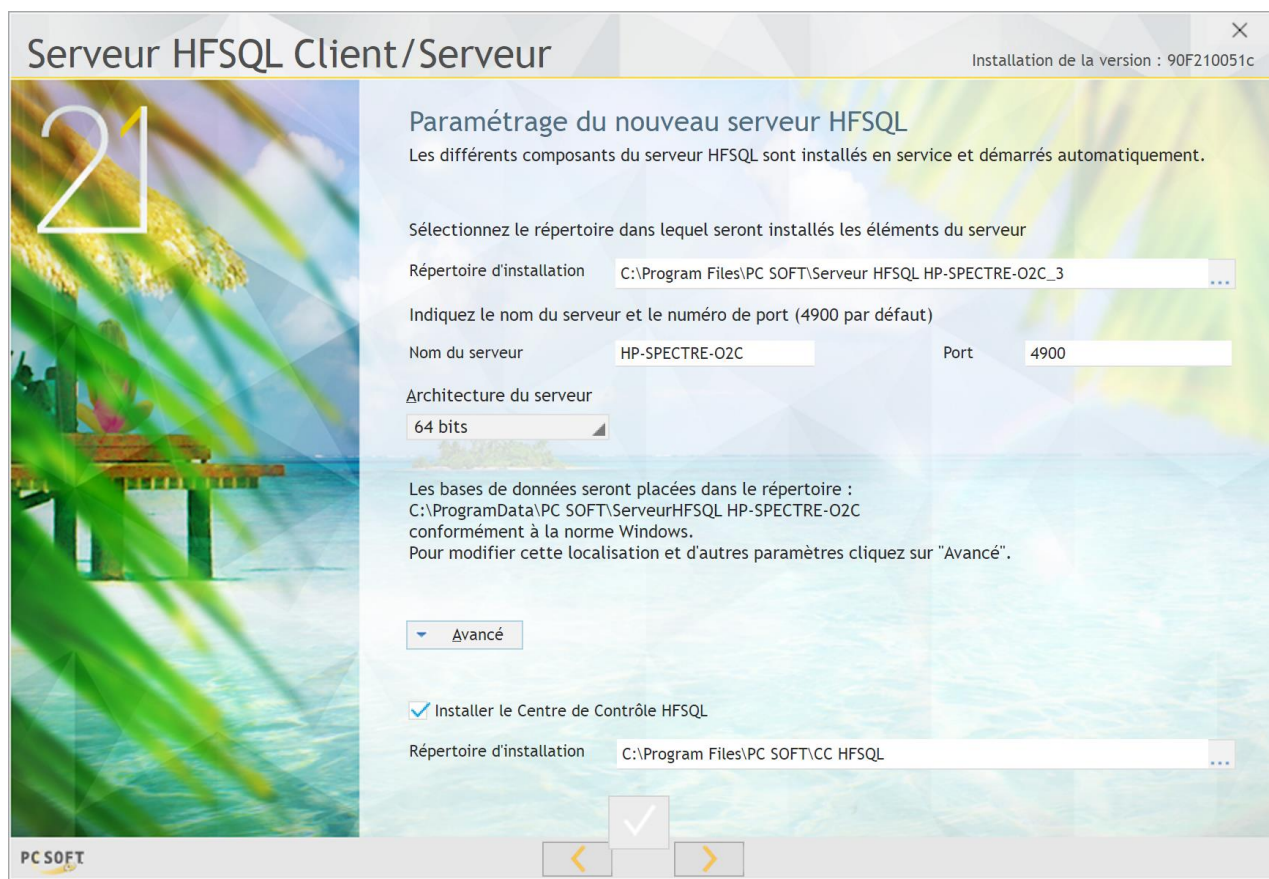 Serveur HFSQL Client/Serveur
Installation de la version : 90F210051c
21
Paramétrage du nouveau serveur HFSQL
Les différents composants du serveur HFSQL sont installés en service et démarrés automatiquement.
Sélectionnez le répertoire dans lequel seront installés les éléments du serveur
Répertoire d'installation C:\Program Files\PC SOFT\Serveur HFSQL HP-SPECTRE-O2C_3 ...
Indiquez le nom du serveur et le numéro de port (4900 par défaut)
Nom du serveur HP-SPECTRE-O2C Port 4900
Architecture du serveur
64 bits
Les bases de données seront placées dans le répertoire :
C:\ProgramData\PC SOFT\ServeurHFSQL HP-SPECTRE-O2C
conformément à la norme Windows.
Pour modifier cette localisation et d'autres paramètres cliquez sur "Avancé".
Avancé
Installer le Centre de Contrôle HFSQL
Répertoire d'installation C:\Program Files\PC SOFT\CC HFSQL ...
PC SOFT